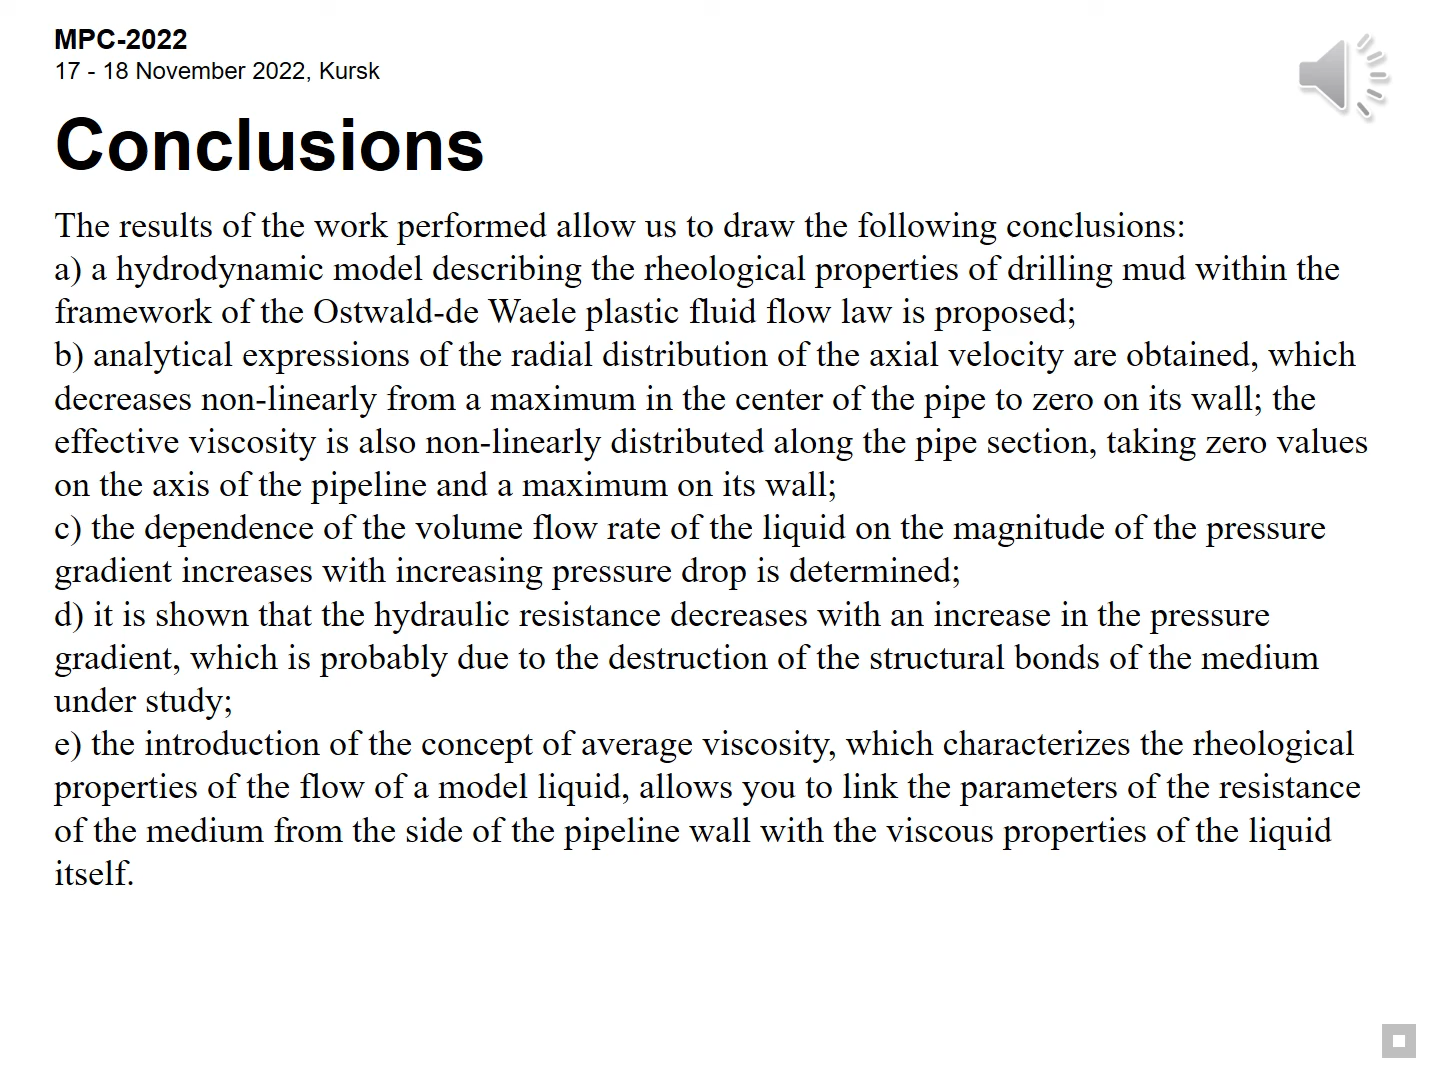 MPC-2022
17 - 18 November 2022, Kursk
Conclusions
The results of the work performed allow us to draw the following conclusions:
a) a hydrodynamic model describing the rheological properties of drilling mud within the
framework of the Ostwald-de Waele plastic fluid flow law is proposed;
b) analytical expressions of the radial distribution of the axial velocity are obtained, which
decreases non-linearly from a maximum in the center of the pipe to zero on its wall; the
effective viscosity is also non-linearly distributed along the pipe section, taking zero values
on the axis of the pipeline and a maximum on its wall;
c) the dependence of the volume flow rate of the liquid on the magnitude of the pressure
gradient increases with increasing pressure drop is determined;
d) it is shown that the hydraulic resistance decreases with an increase in the pressure
gradient, which is probably due to the destruction of the structural bonds of the medium
under study;
e) the introduction of the concept of average viscosity, which characterizes the rheological
properties of the flow of a model liquid, allows you to link the parameters of the resistance
of the medium from the side of the pipeline wall with the viscous properties of the liquid
itself.